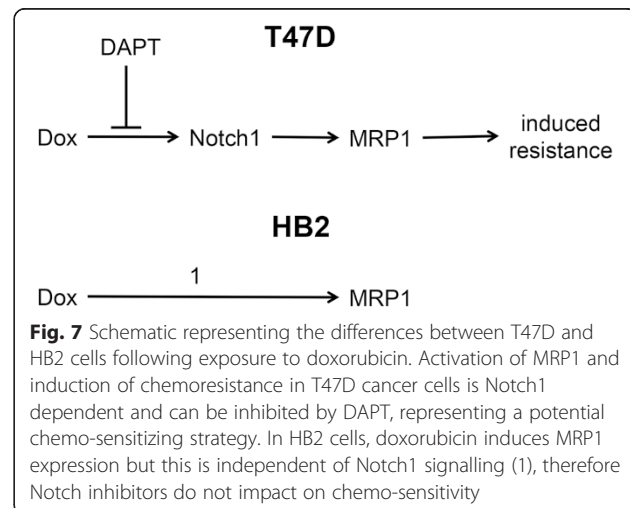 T47D
DAPT
Dox Notch1 MRP1 induced
resistance
HB2
1
Dox MRP1
Fig. 7 Schematic representing the differences between T47D and
HB2 cells following exposure to doxorubicin. Activation of MRP1 and
induction of chemoresistance in T47D cancer cells is Notch1
dependent and can be inhibited by DAPT, representing a potential
chemo-sensitizing strategy. In HB2 cells, doxorubicin induces MRP1
expression but this is independent of Notch1 signalling (1), therefore
Notch inhibitors do not impact on chemo-sensitivity